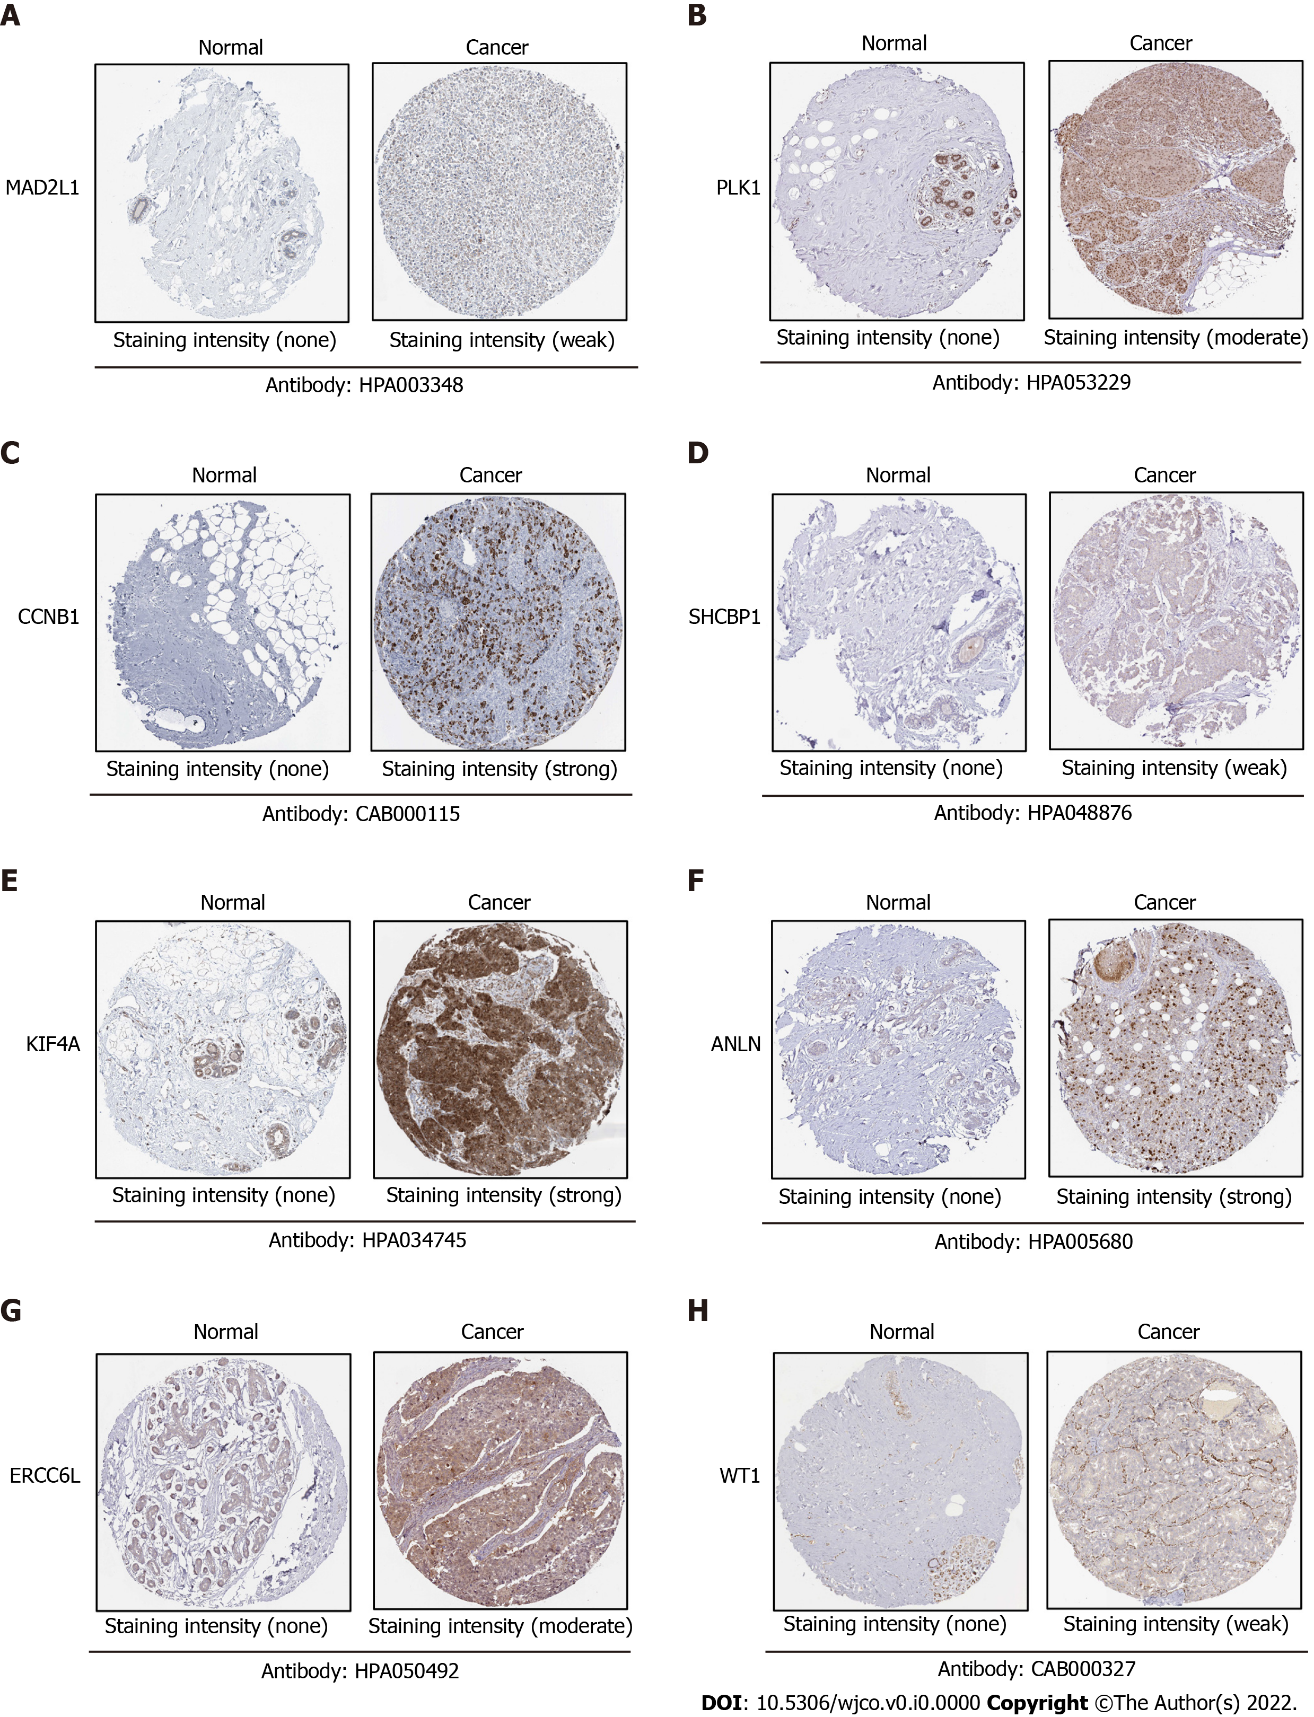 A
Normal
Cancer
MAD2L1
Staining intensity (none)
Staining intensity (weak)
Antibody: HPA003348
B
Normal
Cancer
PLK1
Staining intensity (none)
Staining intensity (moderate)
Antibody: HPA053229
C
Normal
Cancer
CCNB1
Staining intensity (none)
Staining intensity (strong)
Antibody: CAB000115
D
Normal
Cancer
SHCBP1
Staining intensity (none)
Staining intensity (weak)
Antibody: HPA048876
E
Normal
Cancer
KIF4A
Staining intensity (none)
Staining intensity (strong)
Antibody: HPA034745
F
Normal
Cancer
ANLN
Staining intensity (none)
Staining intensity (strong)
Antibody: HPA005680
G
Normal
Cancer
ERCC6L
Staining intensity (none)
Staining intensity (moderate)
Antibody: HPA050492
H
Normal
Cancer
WT1
Staining intensity (none)
Staining intensity (weak)
Antibody: CAB000327
DOI: 10.5306/wjco.v0.i0.0000 Copyright ©The Author(s) 2022.